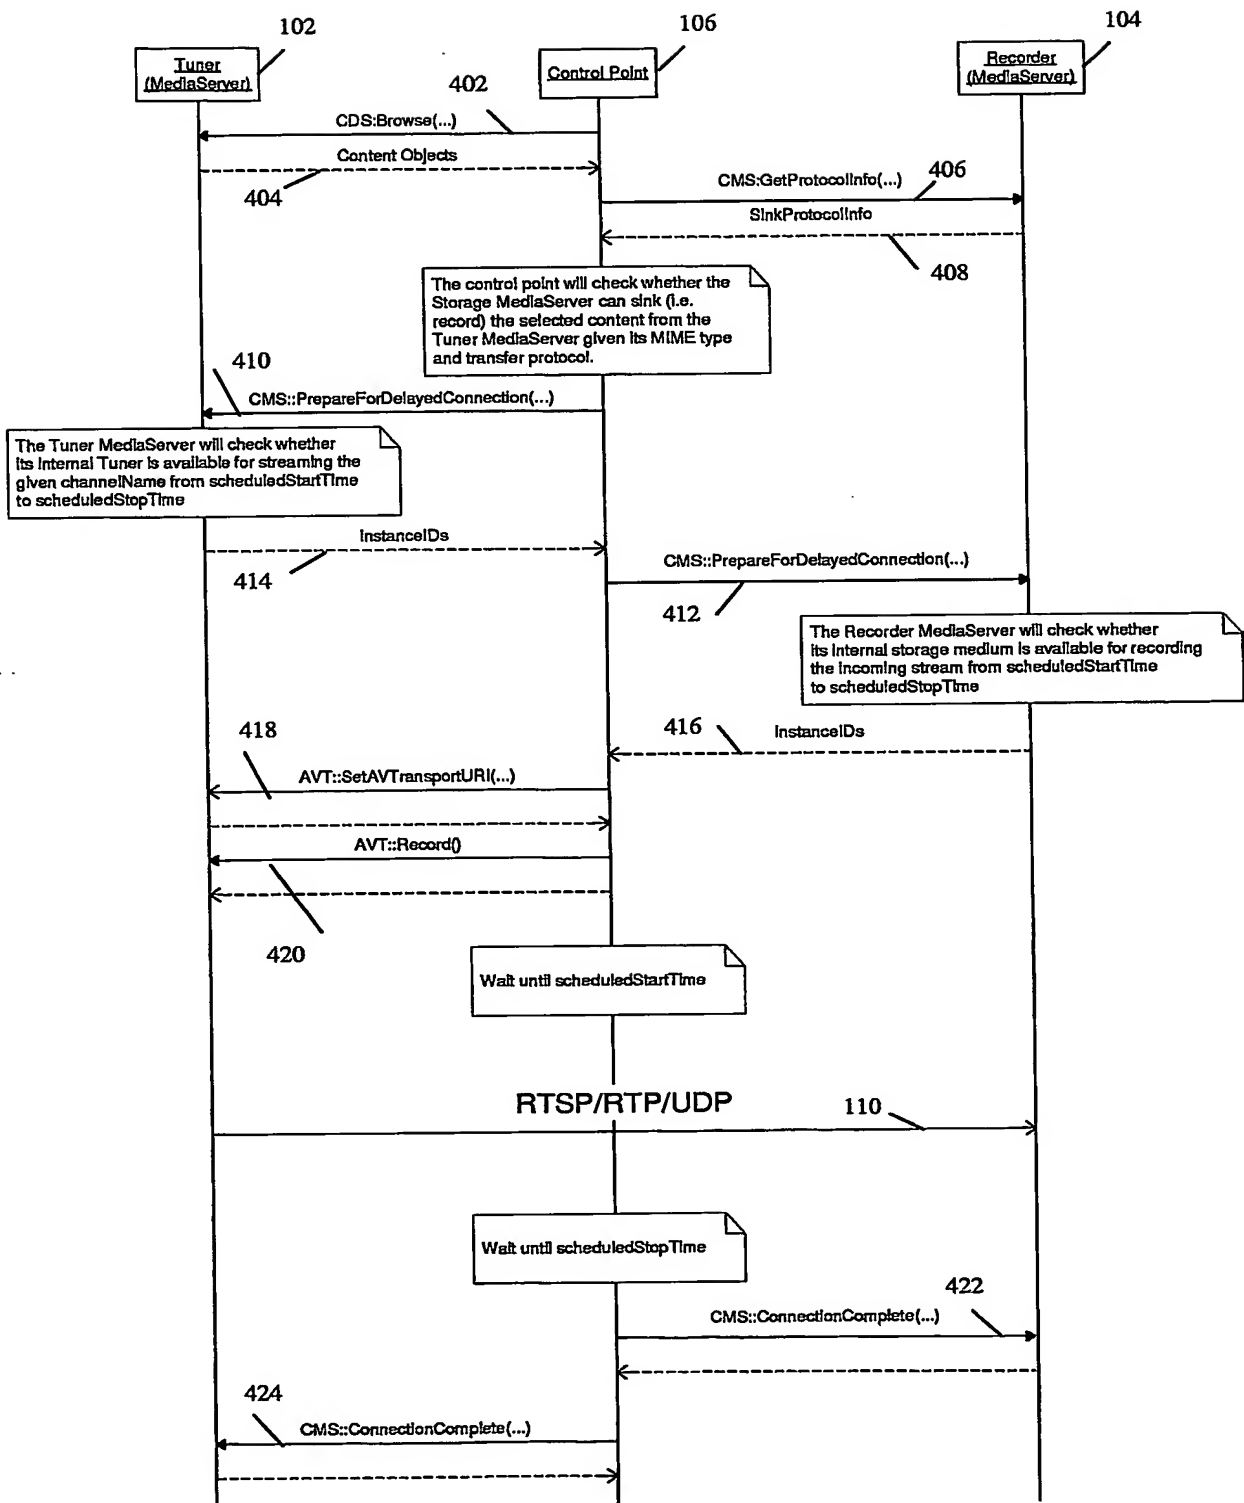 102
106
104
Tuner
(MediaServer)
Control Point
Recorder
(MediaServer)
402
CDS:Browse(...)
Content Objects
404
CMS:GetProtocolInfo(...)
406
SinkProtocolInfo
408
The control point will check whether the
Storage MediaServer can sink (i.e.
record) the selected content from the
Tuner MediaServer given its MIME type
and transfer protocol.
410
CMS::PrepareForDelayedConnection(...)
The Tuner MediaServer will check whether
its internal Tuner is available for streaming the
given channelName from scheduledStartTime
to scheduledStopTime
InstanceIDs
414
CMS::PrepareForDelayedConnection(...)
412
The Recorder MediaServer will check whether
its internal storage medium is available for recording
the incoming stream from scheduledStartTime
to scheduledStopTime
416
InstanceIDs
418
AVT::SetAVTransportURI(...)
AVT::Record()
420
Wait until scheduledStartTime
RTSP/RTP/UDP
110
Wait until scheduledStopTime
422
CMS::ConnectionComplete(...)
424
CMS::ConnectionComplete(...)